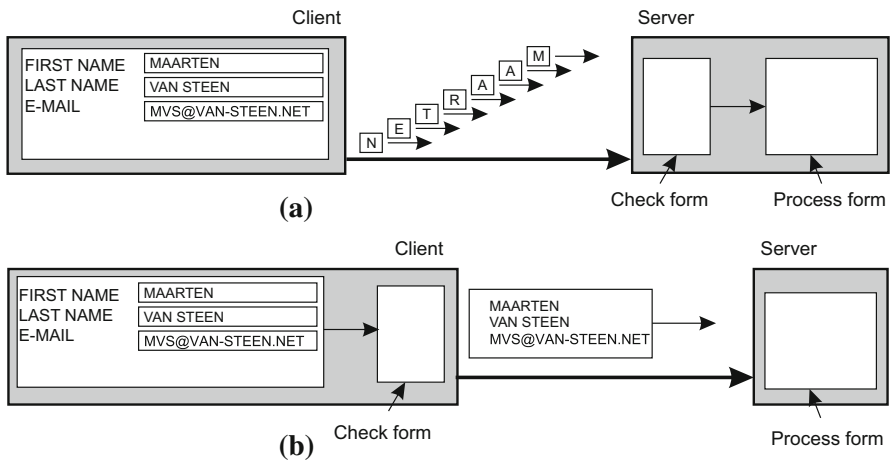 Client Server
FIRST NAME MAARTEN
LAST NAME VAN STEEN
E-MAIL MVS@VAN-STEEN.NET
N E T R A A M
Check form Process form
(a)
Client Server
FIRST NAME MAARTEN
LAST NAME VAN STEEN
E-MAIL MVS@VAN-STEEN.NET
MAARTEN
VAN STEEN
MVS@VAN-STEEN.NET
Check form Process form
(b)